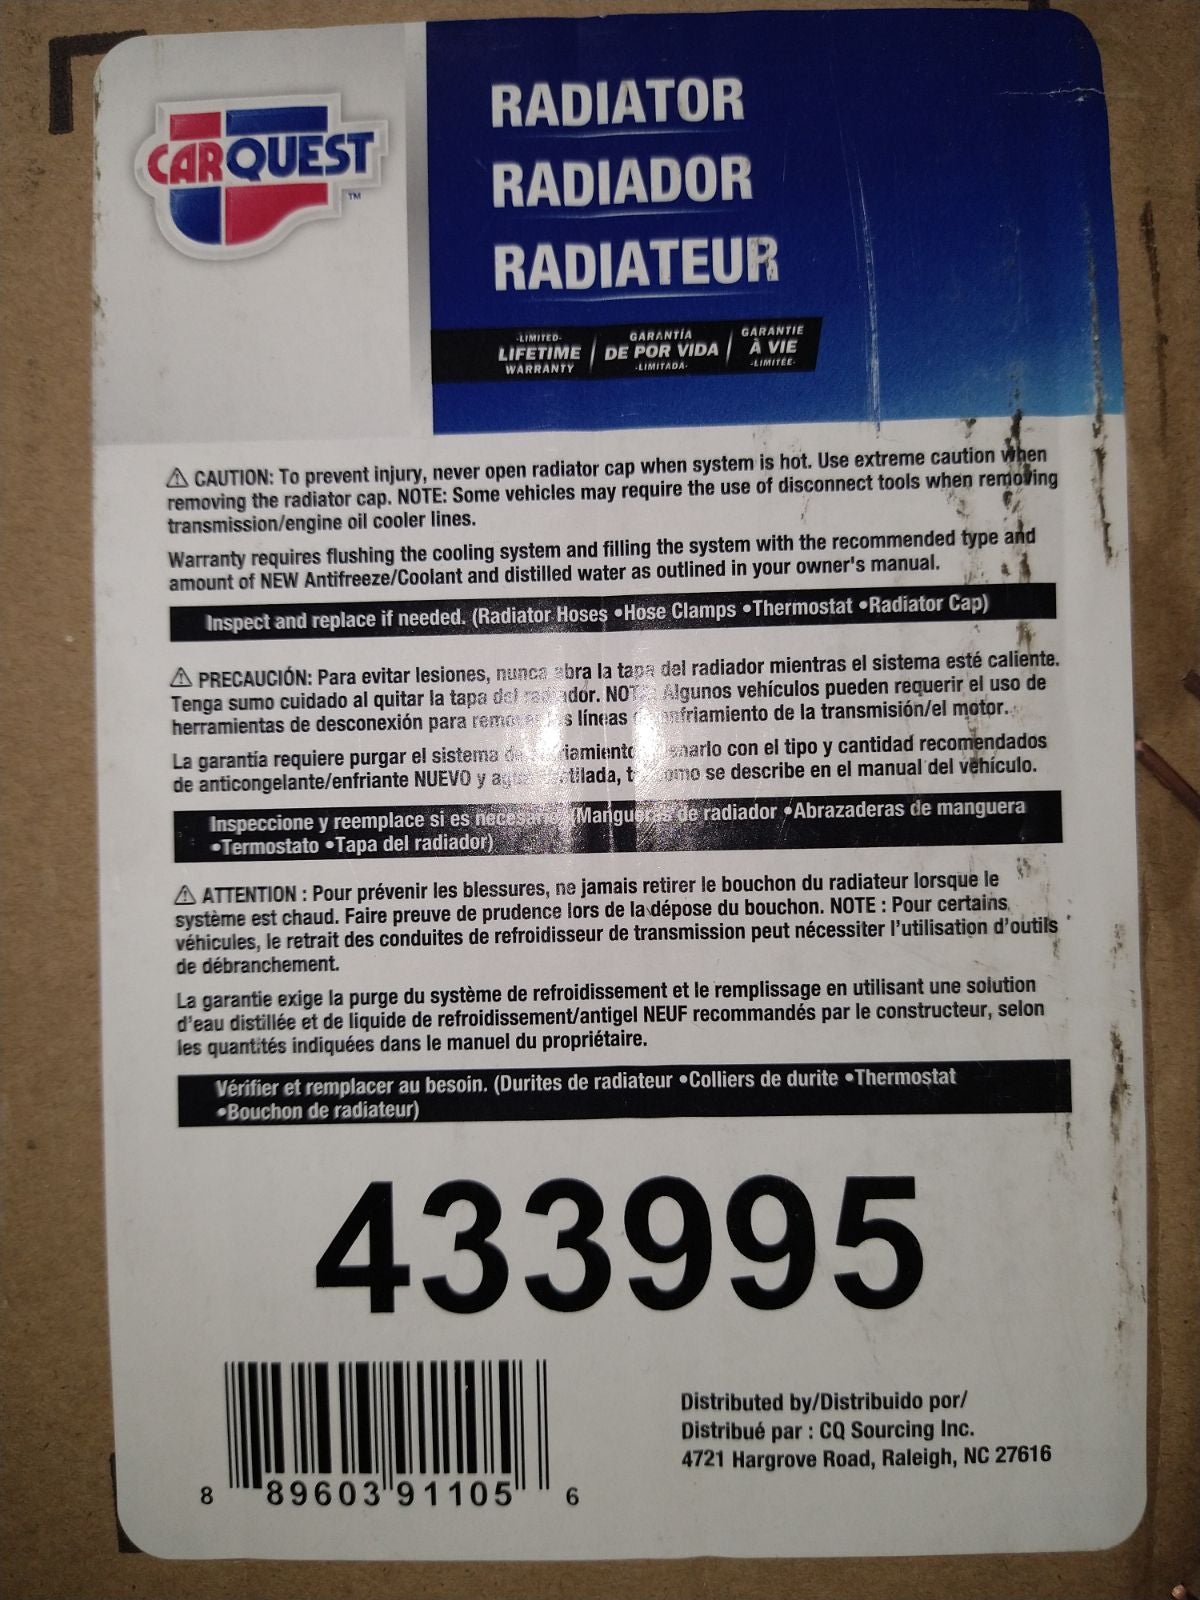 CARQUEST
TM
RADIATOR
RADIADOR
RADIATEUR
-LIMITED-
LIFETIME
WARRANTY
GARANTÍA
DE POR VIDA
-LIMITADA-
GARANTIE
À VIE
-LIMITÉE-
⚠ CAUTION: To prevent injury, never open radiator cap when system is hot. Use extreme caution when
removing the radiator cap. NOTE: Some vehicles may require the use of disconnect tools when removing
transmission/engine oil cooler lines.
Warranty requires flushing the cooling system and filling the system with the recommended type and
amount of NEW Antifreeze/Coolant and distilled water as outlined in your owner's manual.
Inspect and replace if needed. (Radiator Hoses •Hose Clamps •Thermostat •Radiator Cap)
⚠ PRECAUCIÓN: Para evitar lesiones, nunca abra la tapa del radiador mientras el sistema esté caliente.
Tenga sumo cuidado al quitar la tapa del radiador. NOTA: Algunos vehículos pueden requerir el uso de
herramientas de desconexión para líneas de enfriamiento de la transmisión/el motor.
La garantía requiere purgar el sistema de con el tipo y cantidad recomendados
de anticongelante/enfriante NUEVO y agua destilada, como se describe en el manual del vehículo.
Inspeccione y reemplace si es necesario. (Mangueras de radiador •Abrazaderas de manguera
•Termostato •Tapa del radiador)
⚠ ATTENTION : Pour prévenir les blessures, ne jamais retirer le bouchon du radiateur lorsque le
système est chaud. Faire preuve de prudence lors de la dépose du bouchon. NOTE : Pour certains
véhicules, le retrait des conduites de refroidisseur de transmission peut nécessiter l'utilisation d'outils
de débranchement.
La garantie exige la purge du système de refroidissement et le remplissage en utilisant une solution
d'eau distillée et de liquide de refroidissement/antigel NEUF recommandés par le constructeur, selon
les quantités indiquées dans le manuel du propriétaire.
Vérifier et remplacer au besoin. (Durites de radiateur •Colliers de durite •Thermostat
•Bouchon de radiateur)
433995
8 89603 91105 6
Distributed by/Distribuido por/
Distribué par : CQ Sourcing Inc.
4721 Hargrove Road, Raleigh, NC 27616